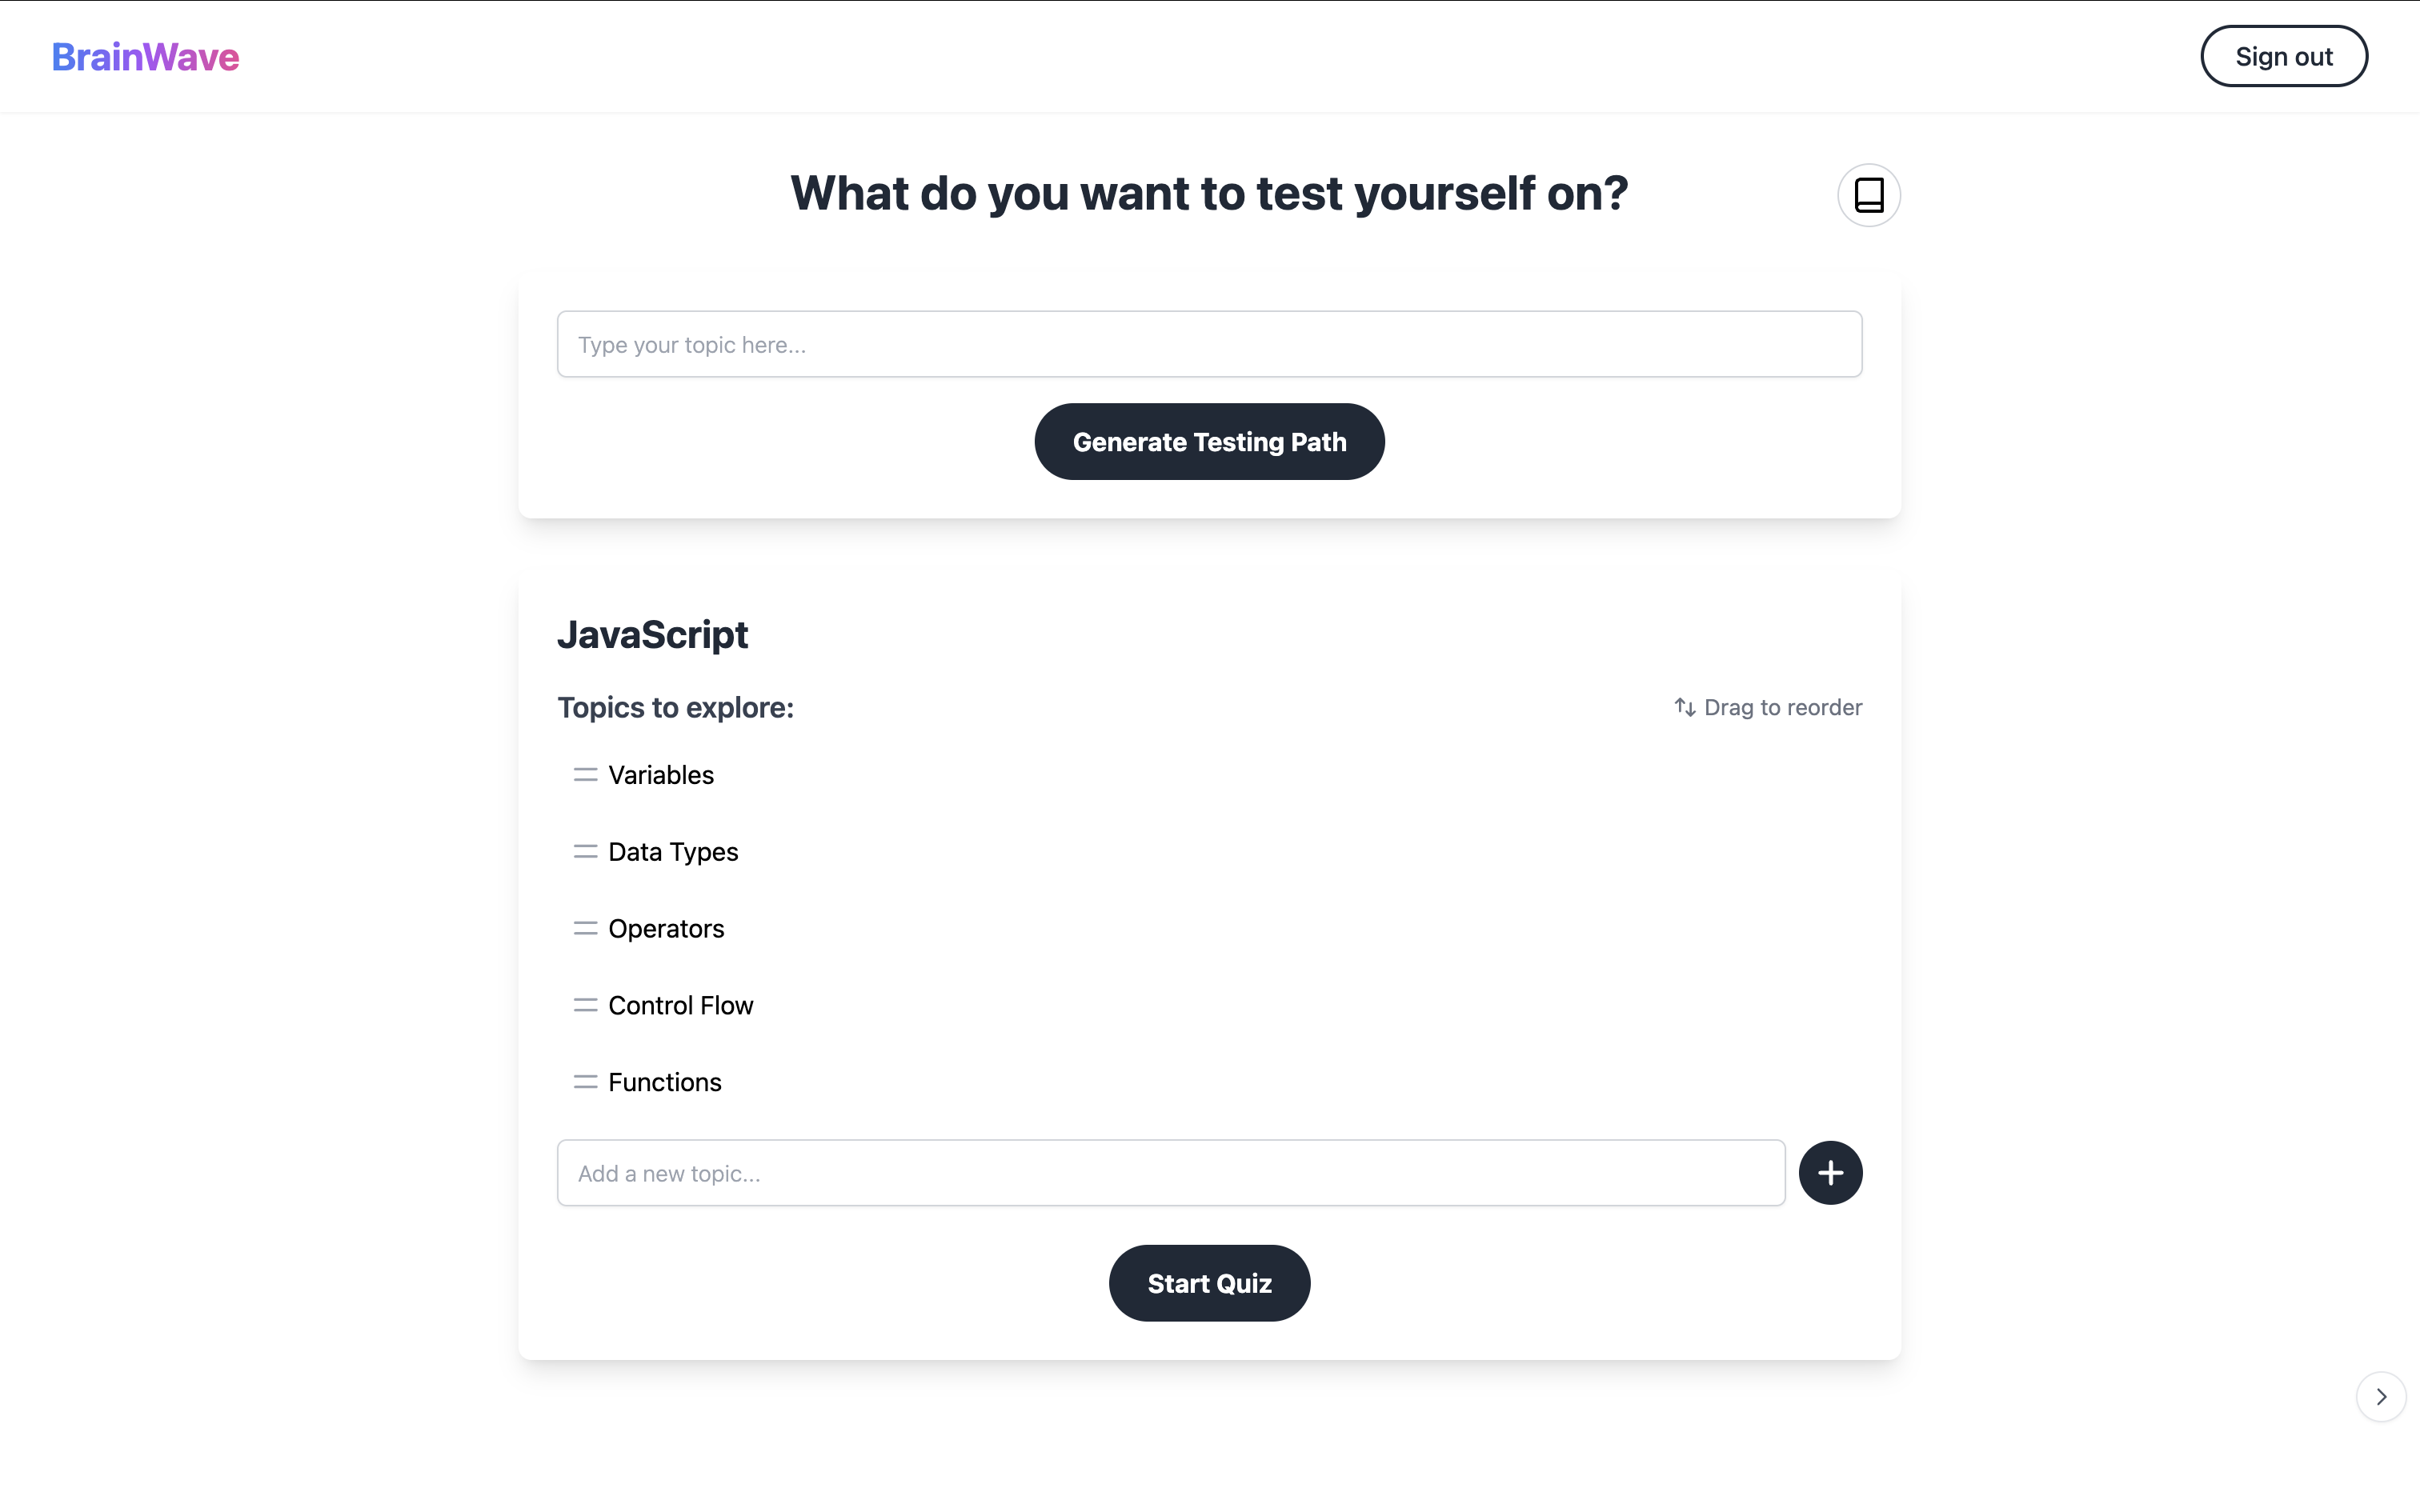 BrainWave
Sign out
What do you want to test yourself on?
Type your topic here...
Generate Testing Path
JavaScript
Topics to explore:
Drag to reorder
Variables
Data Types
Operators
Control Flow
Functions
Add a new topic...
Start Quiz